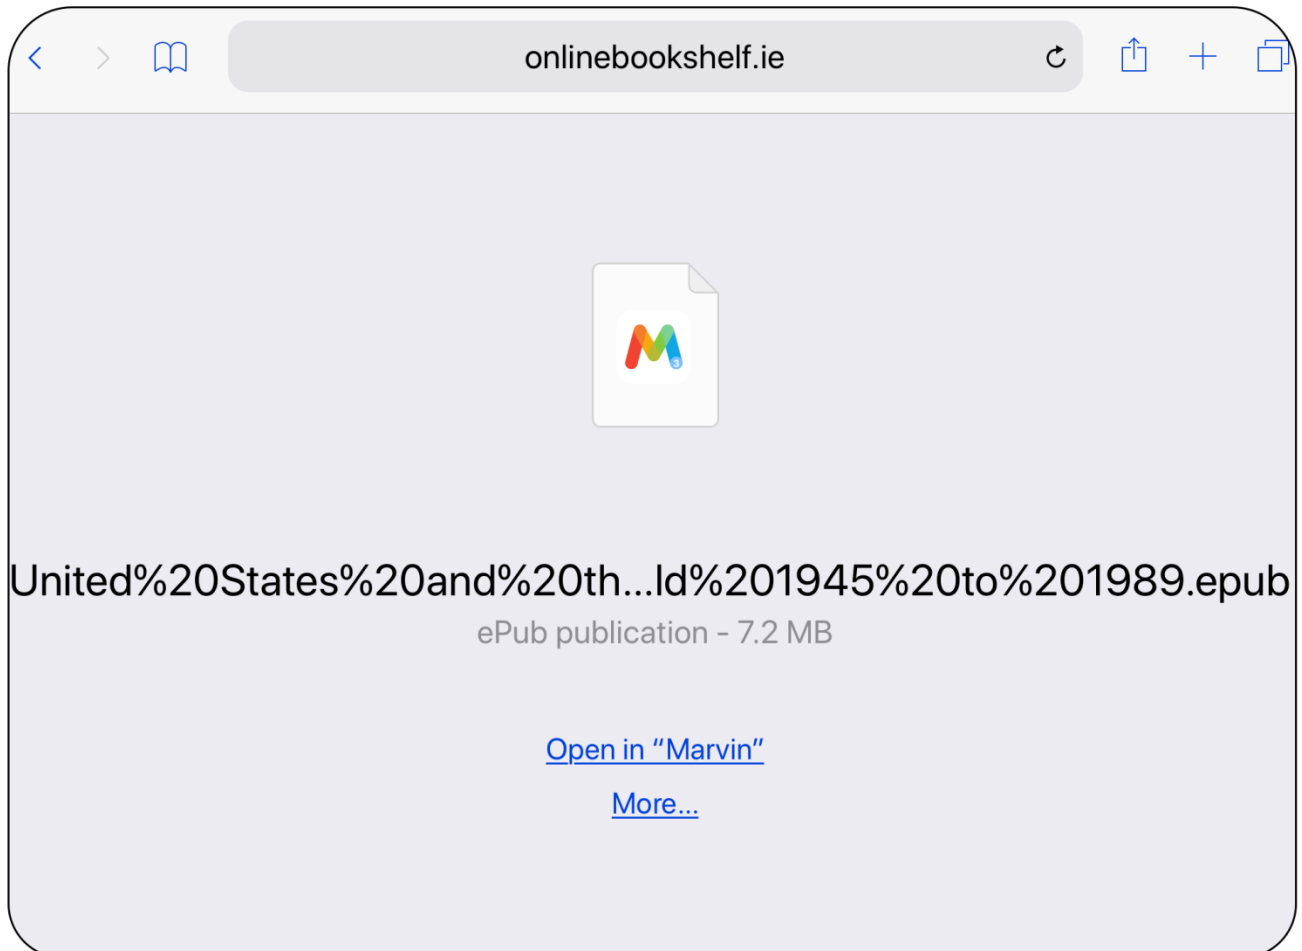 onlinebookshelf.ie
3
United%20States%20and%20th...ld%201945%20to%201989.epub
ePub publication - 7.2 MB
Open in “Marvin”
More...